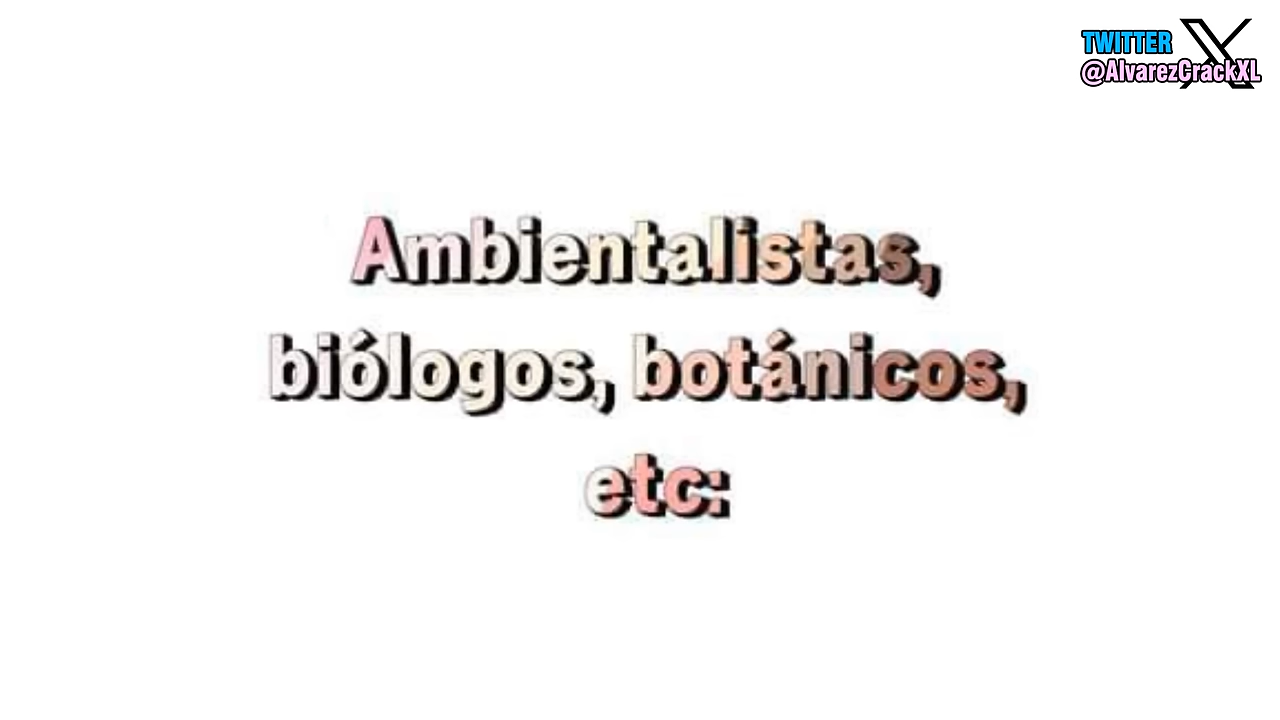 TWITTER
@AlvarezCrackXL
Ambientalistas,
biólogos, botánicos,
etc: